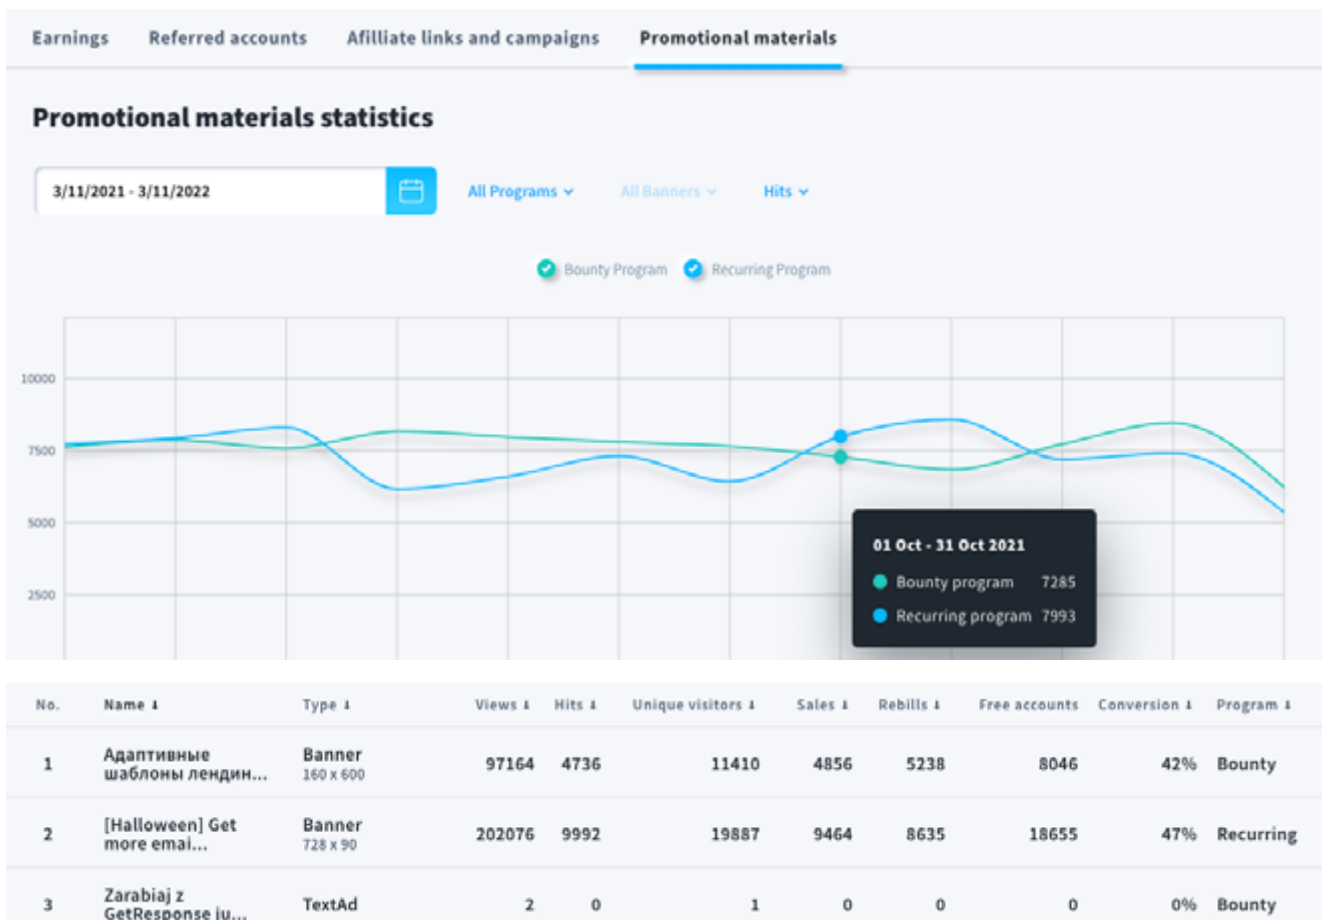 Earnings Referred accounts Afilliate links and campaigns Promotional materials
Promotional materials statistics
3/11/2021 - 3/11/2022 All Programs All Banners Hits
Bounty Program Recurring Program
10000
7500
5000
2500
01 Oct - 31 Oct 2021
Bounty program 7285
Recurring program 7993
No. Name Type Views Hits Unique visitors Sales Rebills Free accounts Conversion Program
1 Адаптивные шаблоны лендин... Banner 160 x 600 97164 4736 11410 4856 5238 8046 42% Bounty
2 [Halloween] Get more emai... Banner 728 x 90 202076 9992 19887 9464 8635 18655 47% Recurring
3 Zarabiaj z GetResponse ju... TextAd 2 0 1 0 0 0 0% Bounty